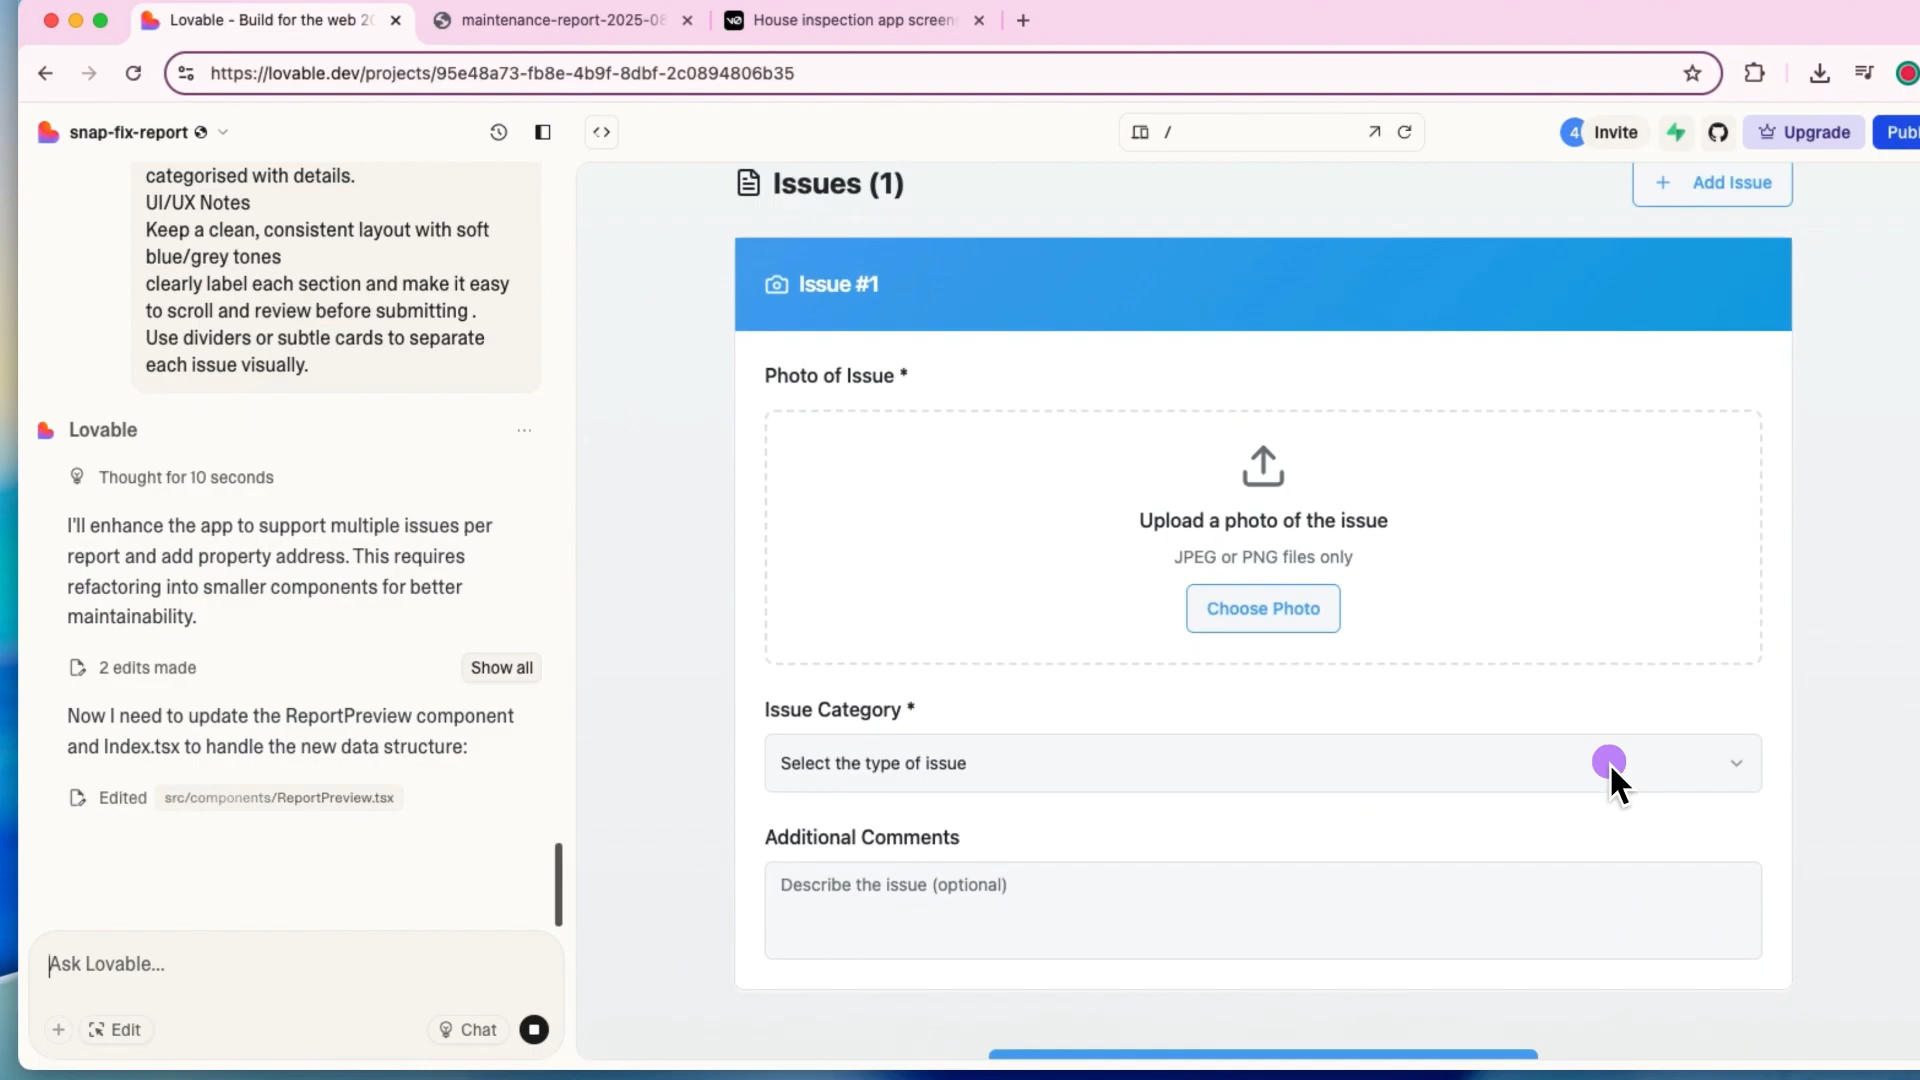 Lovable - Build for the web 20
maintenance-report-2025-08
v0
House inspection app screen
https://lovable.dev/projects/95e48a73-fb8e-4b9f-8dbf-2c0894806b35
snap-fix-report
/
4
Invite
Upgrade
Publ
categorised with details.
UI/UX Notes
Keep a clean, consistent layout with soft
blue/grey tones
clearly label each section and make it easy
to scroll and review before submitting .
Use dividers or subtle cards to separate
each issue visually.
Lovable
Thought for 10 seconds
I'll enhance the app to support multiple issues per
report and add property address. This requires
refactoring into smaller components for better
maintainability.
2 edits made
Show all
Now I need to update the ReportPreview component
and Index.tsx to handle the new data structure:
Edited src/components/ReportPreview.tsx
Ask Lovable...
Edit
Chat
Issues (1)
+ Add Issue
Issue #1
Photo of Issue *
Upload a photo of the issue
JPEG or PNG files only
Choose Photo
Issue Category *
Select the type of issue
Additional Comments
Describe the issue (optional)